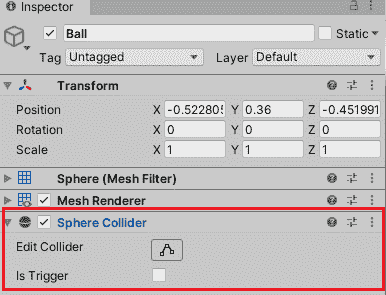 Inspector
Ball Static
Tag Untagged Layer Default
Transform
Position X -0.522805 Y 0.36 Z -0.451991
Rotation X 0 Y 0 Z 0
Scale X 1 Y 1 Z 1
Sphere (Mesh Filter)
Mesh Renderer
Sphere Collider
Edit Collider
Is Trigger